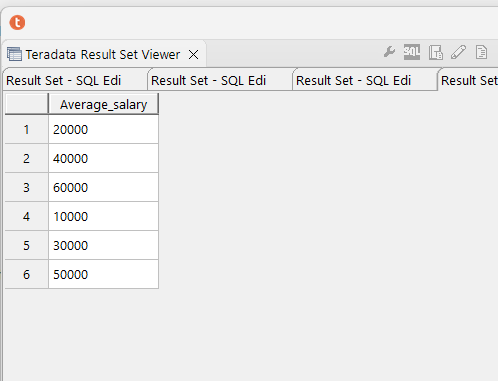 t
Teradata Result Set Viewer
SQL
Result Set - SQL Edi
Result Set - SQL Edi
Result Set - SQL Edi
Result Set
Average_salary
1 20000
2 40000
3 60000
4 10000
5 30000
6 50000